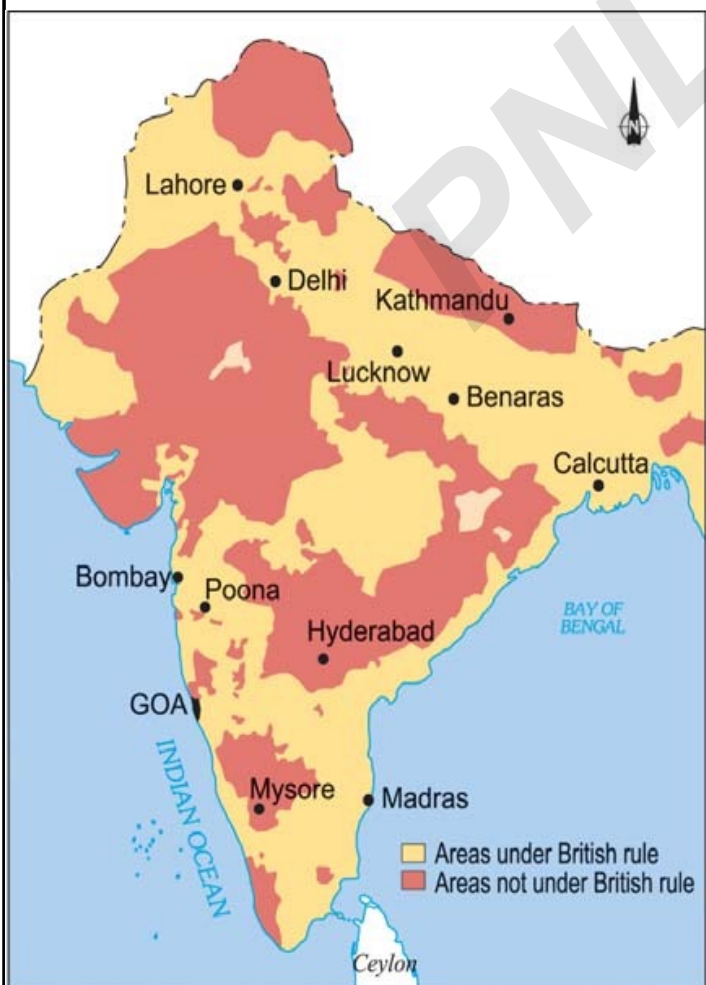 PNL
N
Lahore
Delhi
Kathmandu
Lucknow
Benaras
Calcutta
Bombay
Poona
BAY OF
BENGAL
Hyderabad
GOA
INDIAN OCEAN
Mysore
Madras
Areas under British rule
Areas not under British rule
Ceylon